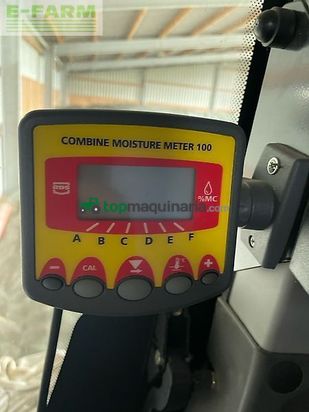 E-FARM
COMBINE MOISTURE METER 100
RDS
%MC
topmaquinaria.com
A B C D E F
- CAL °C +